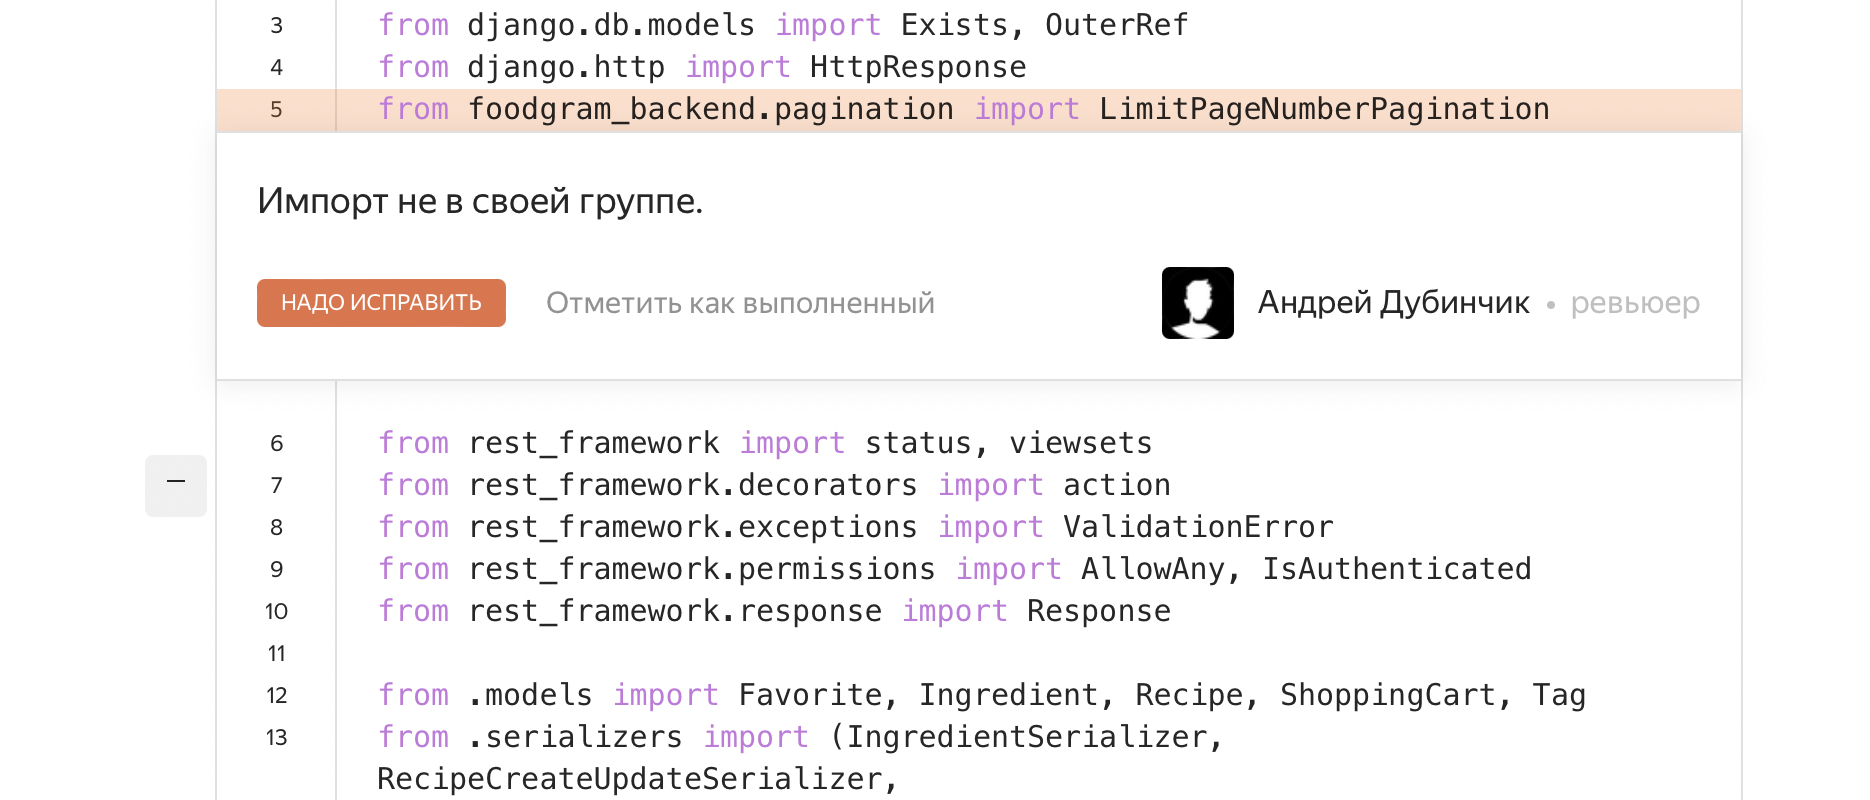 3 from django.db.models import Exists, OuterRef
4 from django.http import HttpResponse
5 from foodgram_backend.pagination import LimitPageNumberPagination
Импорт не в своей группе.
НАДО ИСПРАВИТЬ Отметить как выполненный Андрей Дубинчик • ревьюер
6 from rest_framework import status, viewsets
7 from rest_framework.decorators import action
8 from rest_framework.exceptions import ValidationError
9 from rest_framework.permissions import AllowAny, IsAuthenticated
10 from rest_framework.response import Response
11
12 from .models import Favorite, Ingredient, Recipe, ShoppingCart, Tag
13 from .serializers import (IngredientSerializer,
RecipeCreateUpdateSerializer,